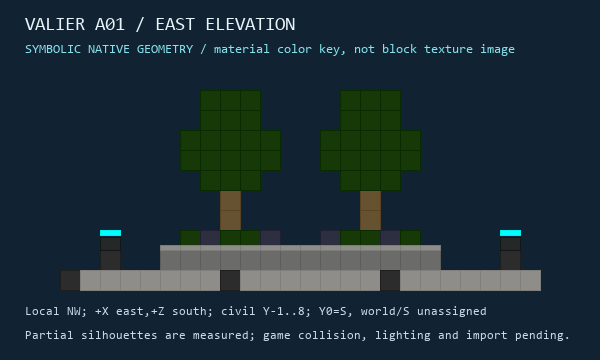 VALIER A01 / EAST ELEVATION
SYMBOLIC NATIVE GEOMETRY / material color key, not block texture image
Local NW; +X east,+Z south; civil Y-1..8; Y0=S, world/S unassigned
Partial silhouettes are measured; game collision, lighting and import pending.